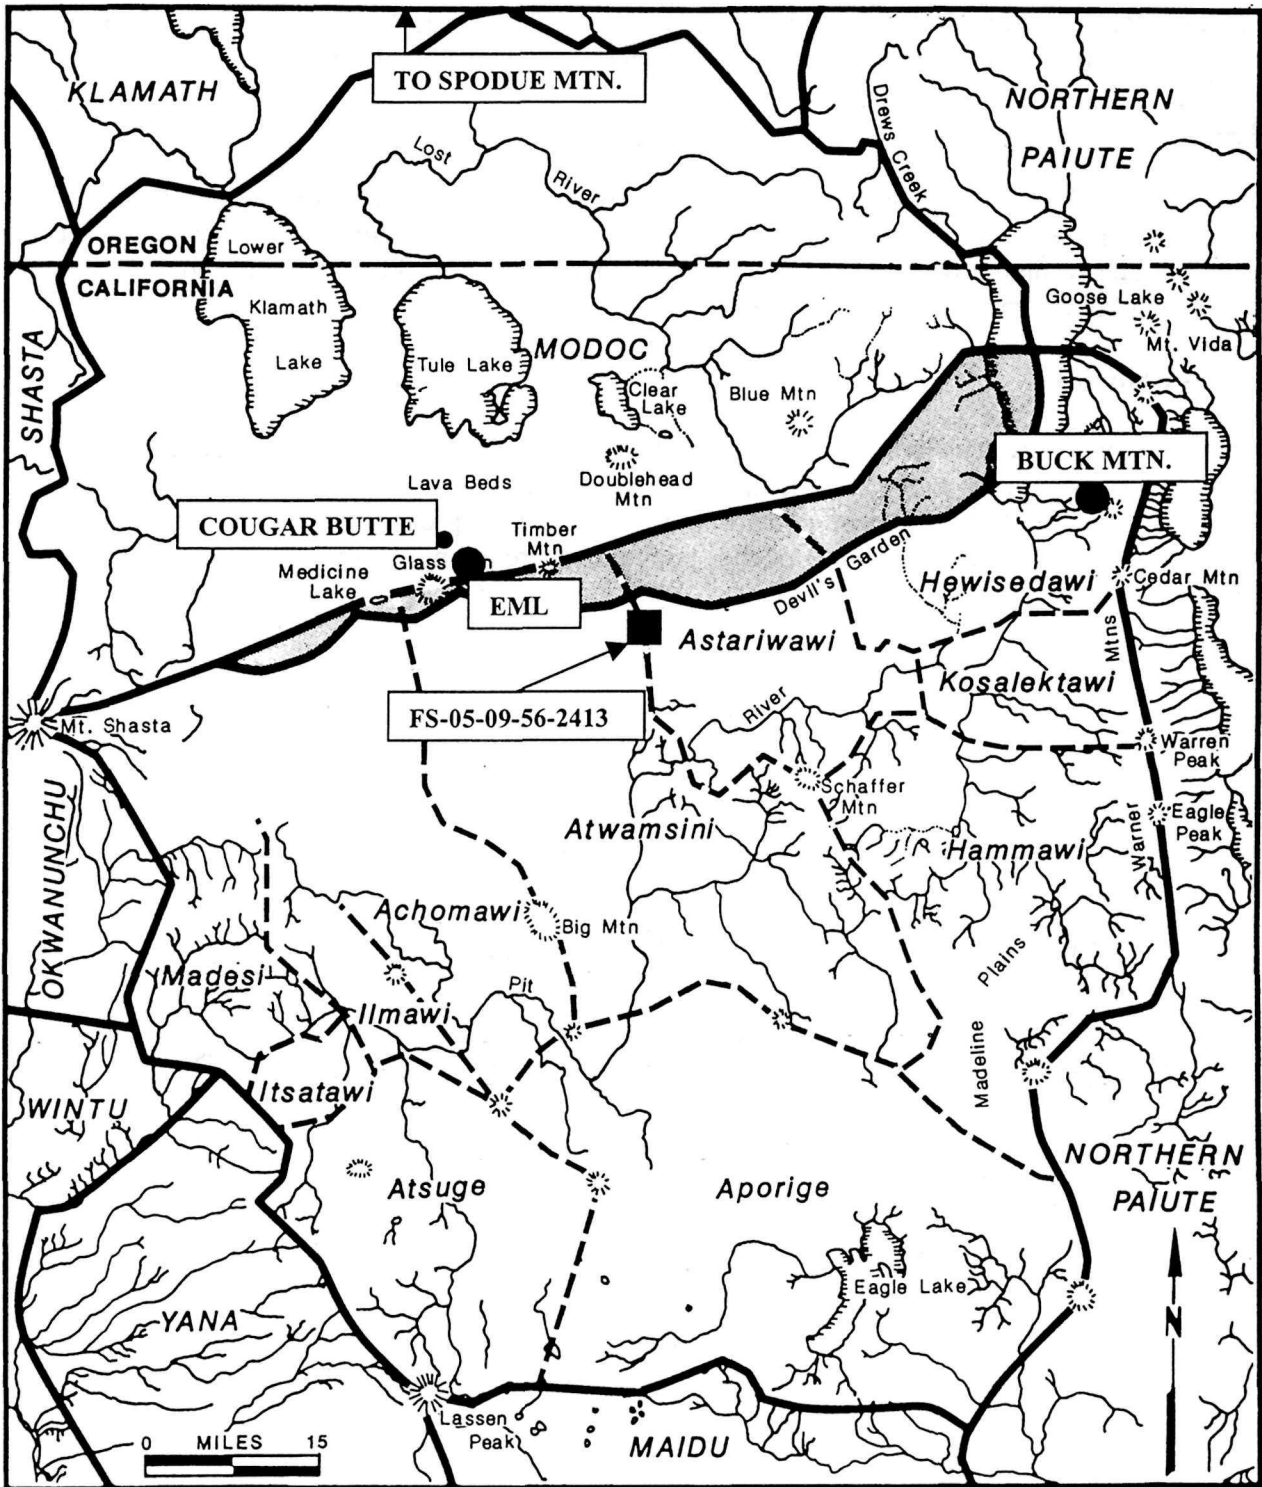 TO SPODUE MTN.
KLAMATH
NORTHERN
PAIUTE
Drews Creek
Lost
River
OREGON
CALIFORNIA
Lower
Klamath
Lake
Tule Lake
MODOC
Clear
Lake
Blue Mtn
Goose Lake
Mt. Vida
SHASTA
Doublehead
Mtn
Lava Beds
BUCK MTN.
COUGAR BUTTE
Timber
Mtn
Glass
Medicine
Lake
EML
Devil's Garden
Hewisedawi
Cedar Mtn
Astariwawi
Mtns
Kosalektawi
FS-05-09-56-2413
River
Mt. Shasta
Warren
Peak
Schaffer
Mtn
Eagle
Peak
OKWANUNCHU
Atwamsini
Hammawi
Warner
Achomawi
Big Mtn
Madesi
Plains
Pit
Ilmawi
Madeline
Itsatawi
WINTU
NORTHERN
PAIUTE
Atsuge
Aporige
Eagle Lake
YANA
N
Lassen
Peak
MAIDU
0 MILES 15